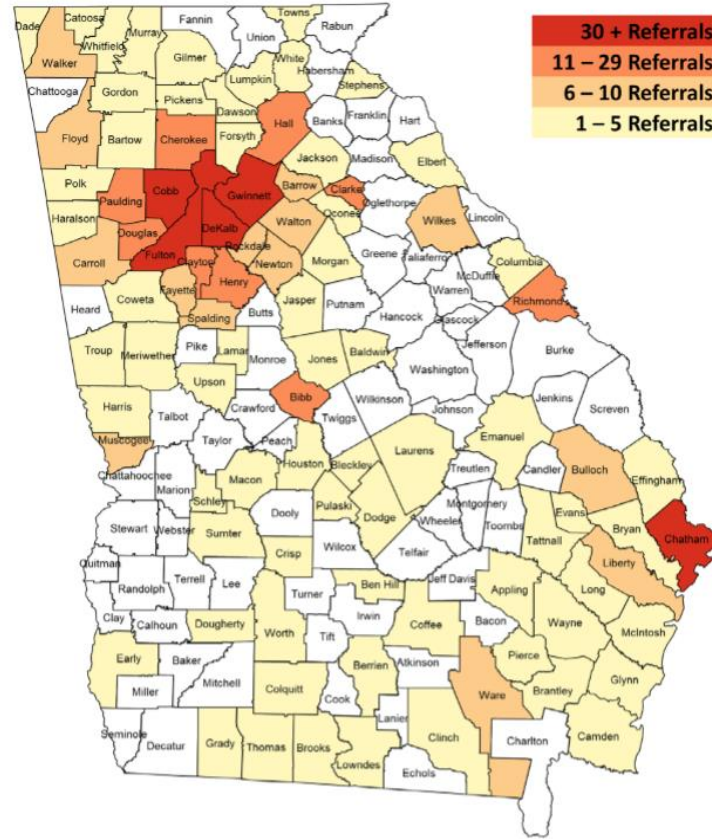 30 + Referrals
11 – 29 Referrals
6 – 10 Referrals
1 – 5 Referrals
Dade
Catoosa
Fannin
Towns
Rabun
Union
Murray
Whitfield
Walker
Gilmer
White
Habersham
Lumpkin
Stephens
Chattooga
Gordon
Pickens
Dawson
Hall
Banks
Franklin
Hart
Floyd
Bartow
Cherokee
Forsyth
Jackson
Madison
Elbert
Polk
Paulding
Cobb
Gwinnett
Barrow
Clarke
Oglethorpe
Haralson
Douglas
DeKalb
Walton
Oconee
Wilkes
Lincoln
Carroll
Fulton
Clayton
Rockdale
Newton
Morgan
Greene
Taliaferro
McDuffie
Columbia
Richmond
Heard
Coweta
Fayette
Henry
Spalding
Butts
Jasper
Putnam
Hancock
Warren
Glascock
Troup
Meriwether
Pike
Lamar
Monroe
Jones
Baldwin
Washington
Jefferson
Burke
Upson
Harris
Talbot
Crawford
Bibb
Twiggs
Wilkinson
Johnson
Jenkins
Screven
Muscogee
Taylor
Peach
Houston
Bleckley
Laurens
Emanuel
Treutlen
Candler
Bulloch
Effingham
Chattahoochee
Marion
Macon
Schley
Pulaski
Dodge
Montgomery
Wheeler
Toombs
Evans
Tattnall
Bryan
Chatham
Stewart
Webster
Sumter
Dooly
Wilcox
Telfair
Liberty
Quitman
Randolph
Terrell
Lee
Crisp
Ben Hill
Jeff Davis
Appling
Long
Turner
Irwin
Coffee
Bacon
Wayne
McIntosh
Clay
Calhoun
Dougherty
Worth
Tift
Early
Baker
Mitchell
Berrien
Atkinson
Pierce
Glynn
Miller
Colquitt
Cook
Lanier
Ware
Brantley
Seminole
Decatur
Grady
Thomas
Brooks
Lowndes
Clinch
Echols
Charlton
Camden